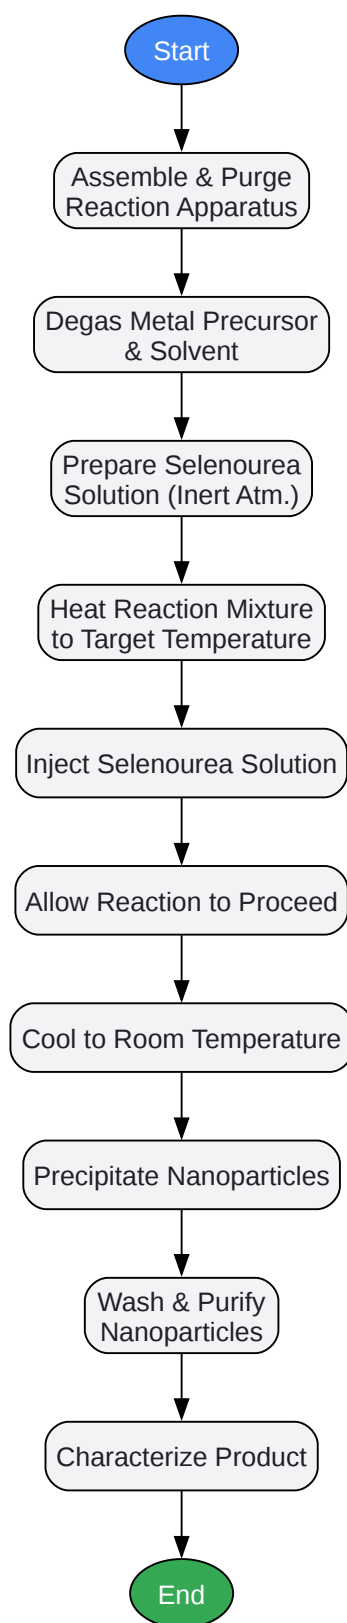 Start
Assemble & Purge
Reaction Apparatus
Degas Metal Precursor
& Solvent
Prepare Selenourea
Solution (Inert Atm.)
Heat Reaction Mixture
to Target Temperature
Inject Selenourea Solution
Allow Reaction to Proceed
Cool to Room Temperature
Precipitate Nanoparticles
Wash & Purify
Nanoparticles
Characterize Product
End